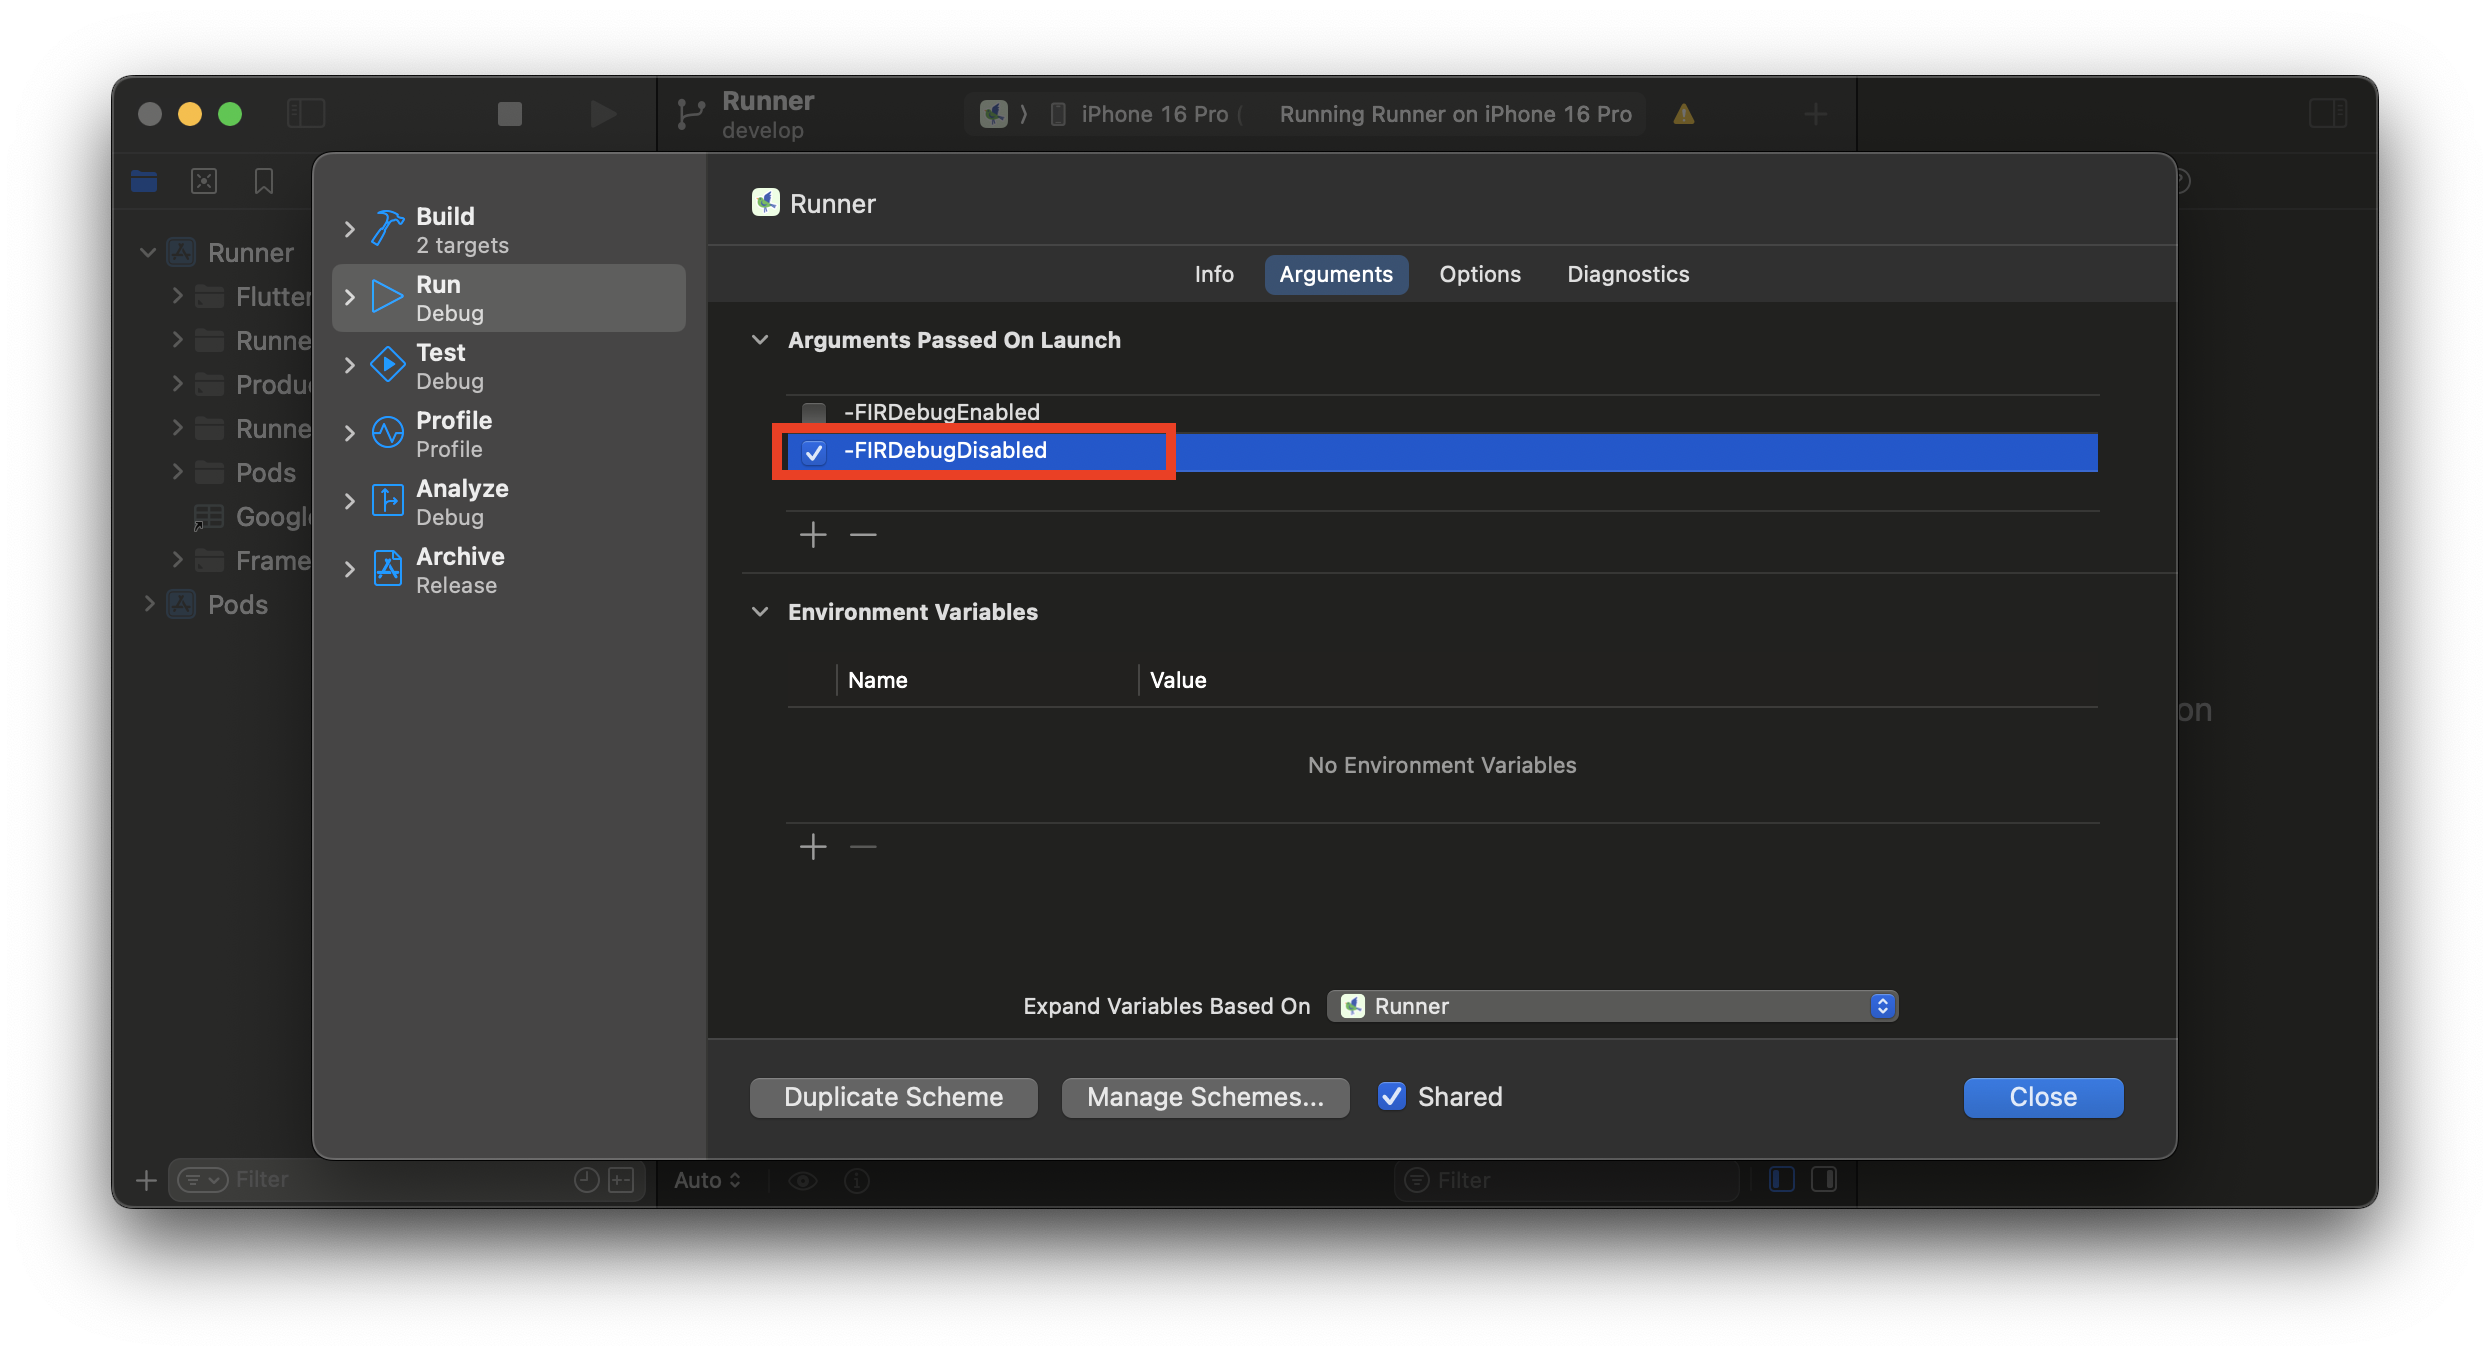 Runner
develop
iPhone 16 Pro (
Running Runner on iPhone 16 Pro
Runner
Flutter
Runne
Produ
Runne
Pods
Google
Frame
Pods
Build
2 targets
Run
Debug
Test
Debug
Profile
Profile
Analyze
Debug
Archive
Release
Runner
Info
Arguments
Options
Diagnostics
Arguments Passed On Launch
-FIRDebugEnabled
-FIRDebugDisabled
Environment Variables
Name
Value
No Environment Variables
Expand Variables Based On
Runner
Duplicate Scheme
Manage Schemes...
Shared
Close
on
Filter
Auto
Filter